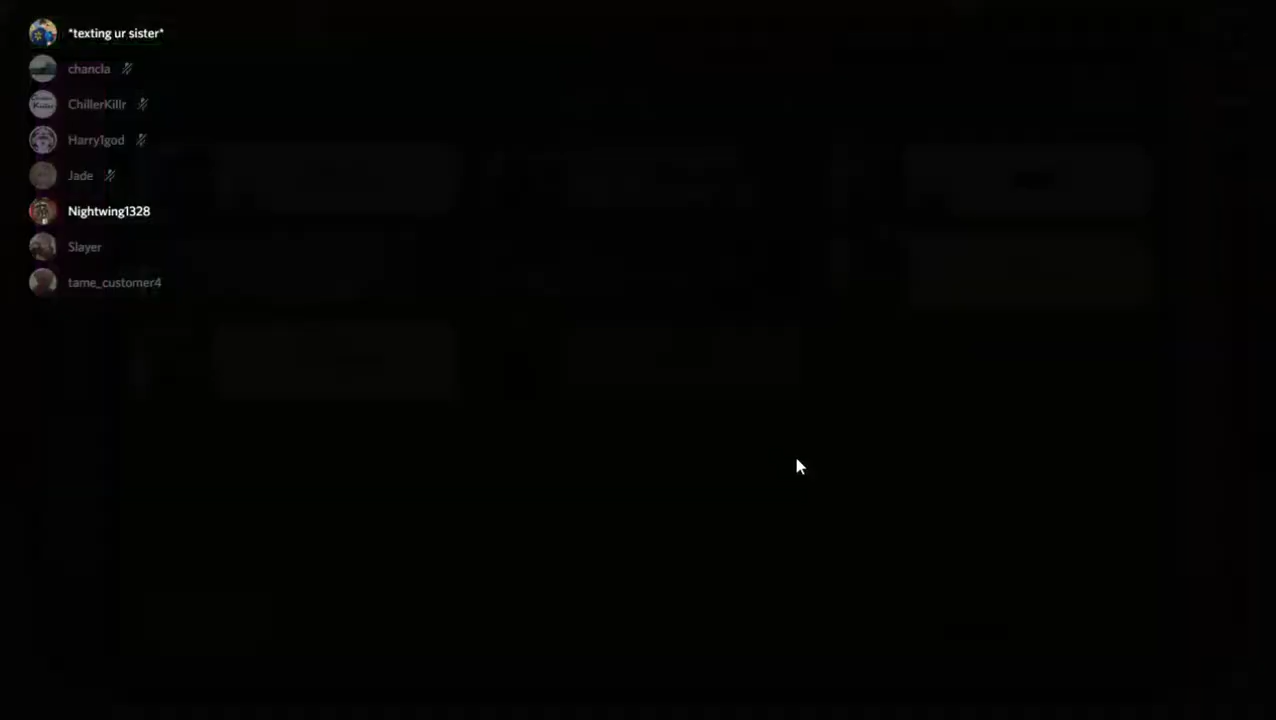 *texting ur sister*
chancla
ChillerKillr
Harry1god
Jade
Nightwing1328
Slayer
tame_customer4